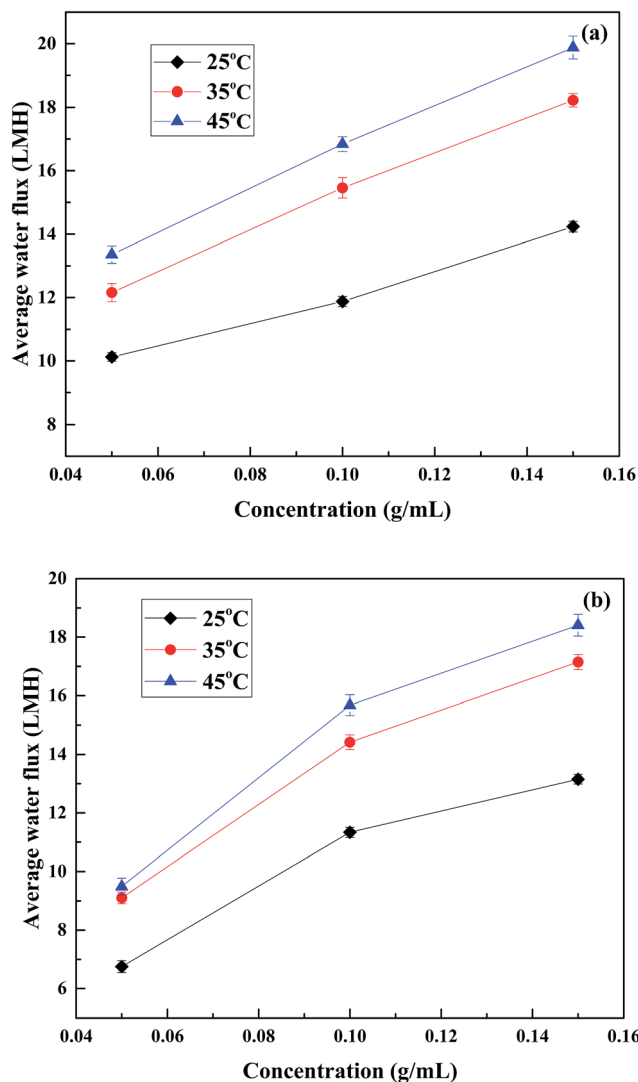 (a)
25°C
35°C
45°C
20
18
16
14
12
10
8
Average water flux (LMH)
0.04 0.06 0.08 0.10 0.12 0.14 0.16
Concentration (g/mL)
(b)
25°C
35°C
45°C
20
18
16
14
12
10
8
6
Average water flux (LMH)
0.04 0.06 0.08 0.10 0.12 0.14 0.16
Concentration (g/mL)